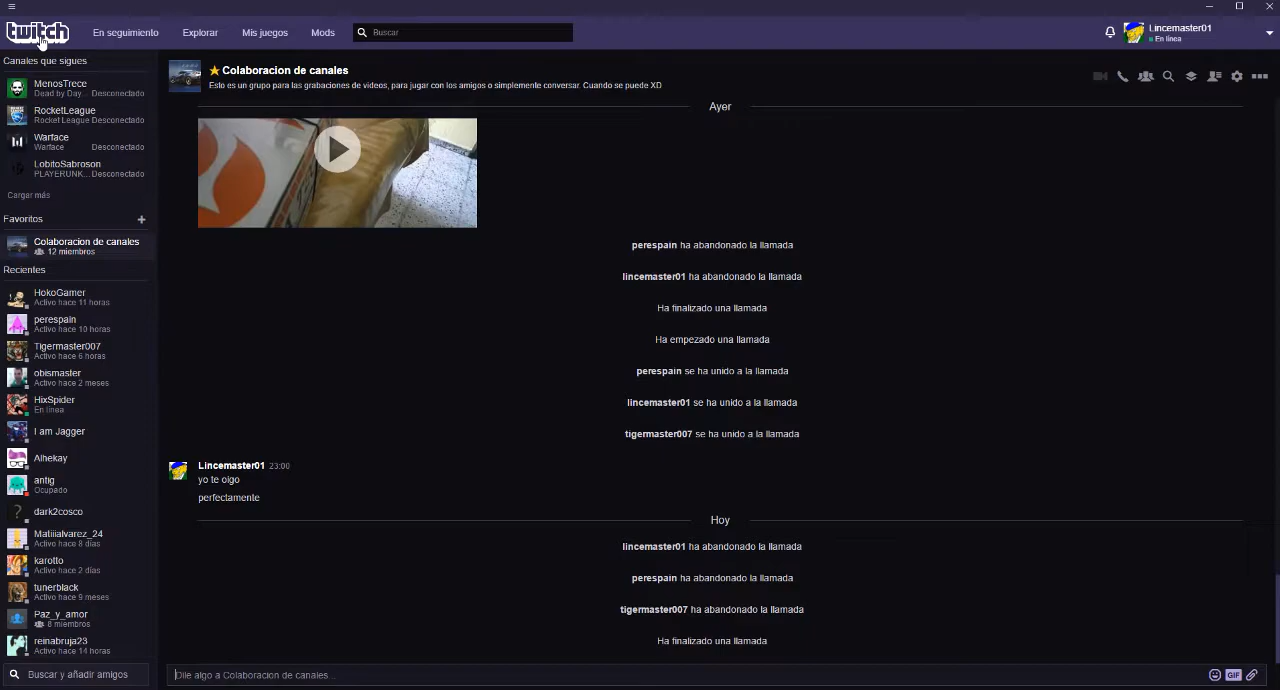 twitch
En seguimiento
Explorar
Mis juegos
Mods
Buscar
Lincemaster01
En línea
Canales que sigues
MenosTrece
Dead by Day... Desconectado
RocketLeague
Rocket League Desconectado
Warface
Warface Desconectado
LobitoSabroson
PLAYERUNK... Desconectado
Cargar más
Favoritos
Colaboracion de canales
12 miembros
Recientes
HokoGamer
Activo hace 11 horas
perespain
Activo hace 10 horas
Tigermaster007
Activo hace 6 horas
obismaster
Activo hace 2 meses
HixSpider
En línea
I am Jagger
Alhekay
antig
Ocupado
dark2cosco
Matiiialvarez_24
Activo hace 8 días
karotto
Activo hace 2 días
tunerblack
Activo hace 9 meses
Paz_y_amor
8 miembros
reinabruja23
Activo hace 14 horas
Buscar y añadir amigos
Colaboracion de canales
Esto es un grupo para las grabaciones de videos, para jugar con los amigos o simplemente conversar. Cuando se puede XD
Ayer
perespain ha abandonado la llamada
lincemaster01 ha abandonado la llamada
Ha finalizado una llamada
Ha empezado una llamada
perespain se ha unido a la llamada
lincemaster01 se ha unido a la llamada
tigermaster007 se ha unido a la llamada
Lincemaster01 23:00
yo te oigo
perfectamente
Hoy
lincemaster01 ha abandonado la llamada
perespain ha abandonado la llamada
tigermaster007 ha abandonado la llamada
Ha finalizado una llamada
Dile algo a Colaboracion de canales...
GIF